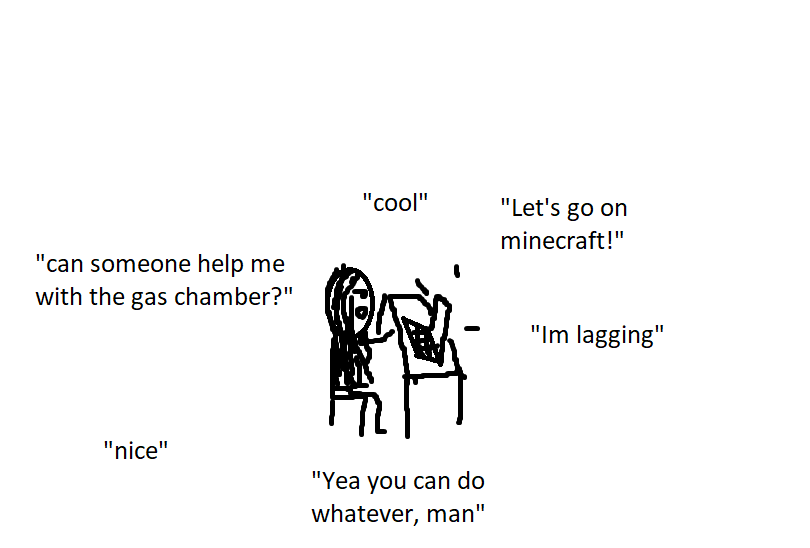 "cool"
"Let's go on
minecraft!"
"can someone help me
with the gas chamber?"
"Im lagging"
"nice"
"Yea you can do
whatever, man"